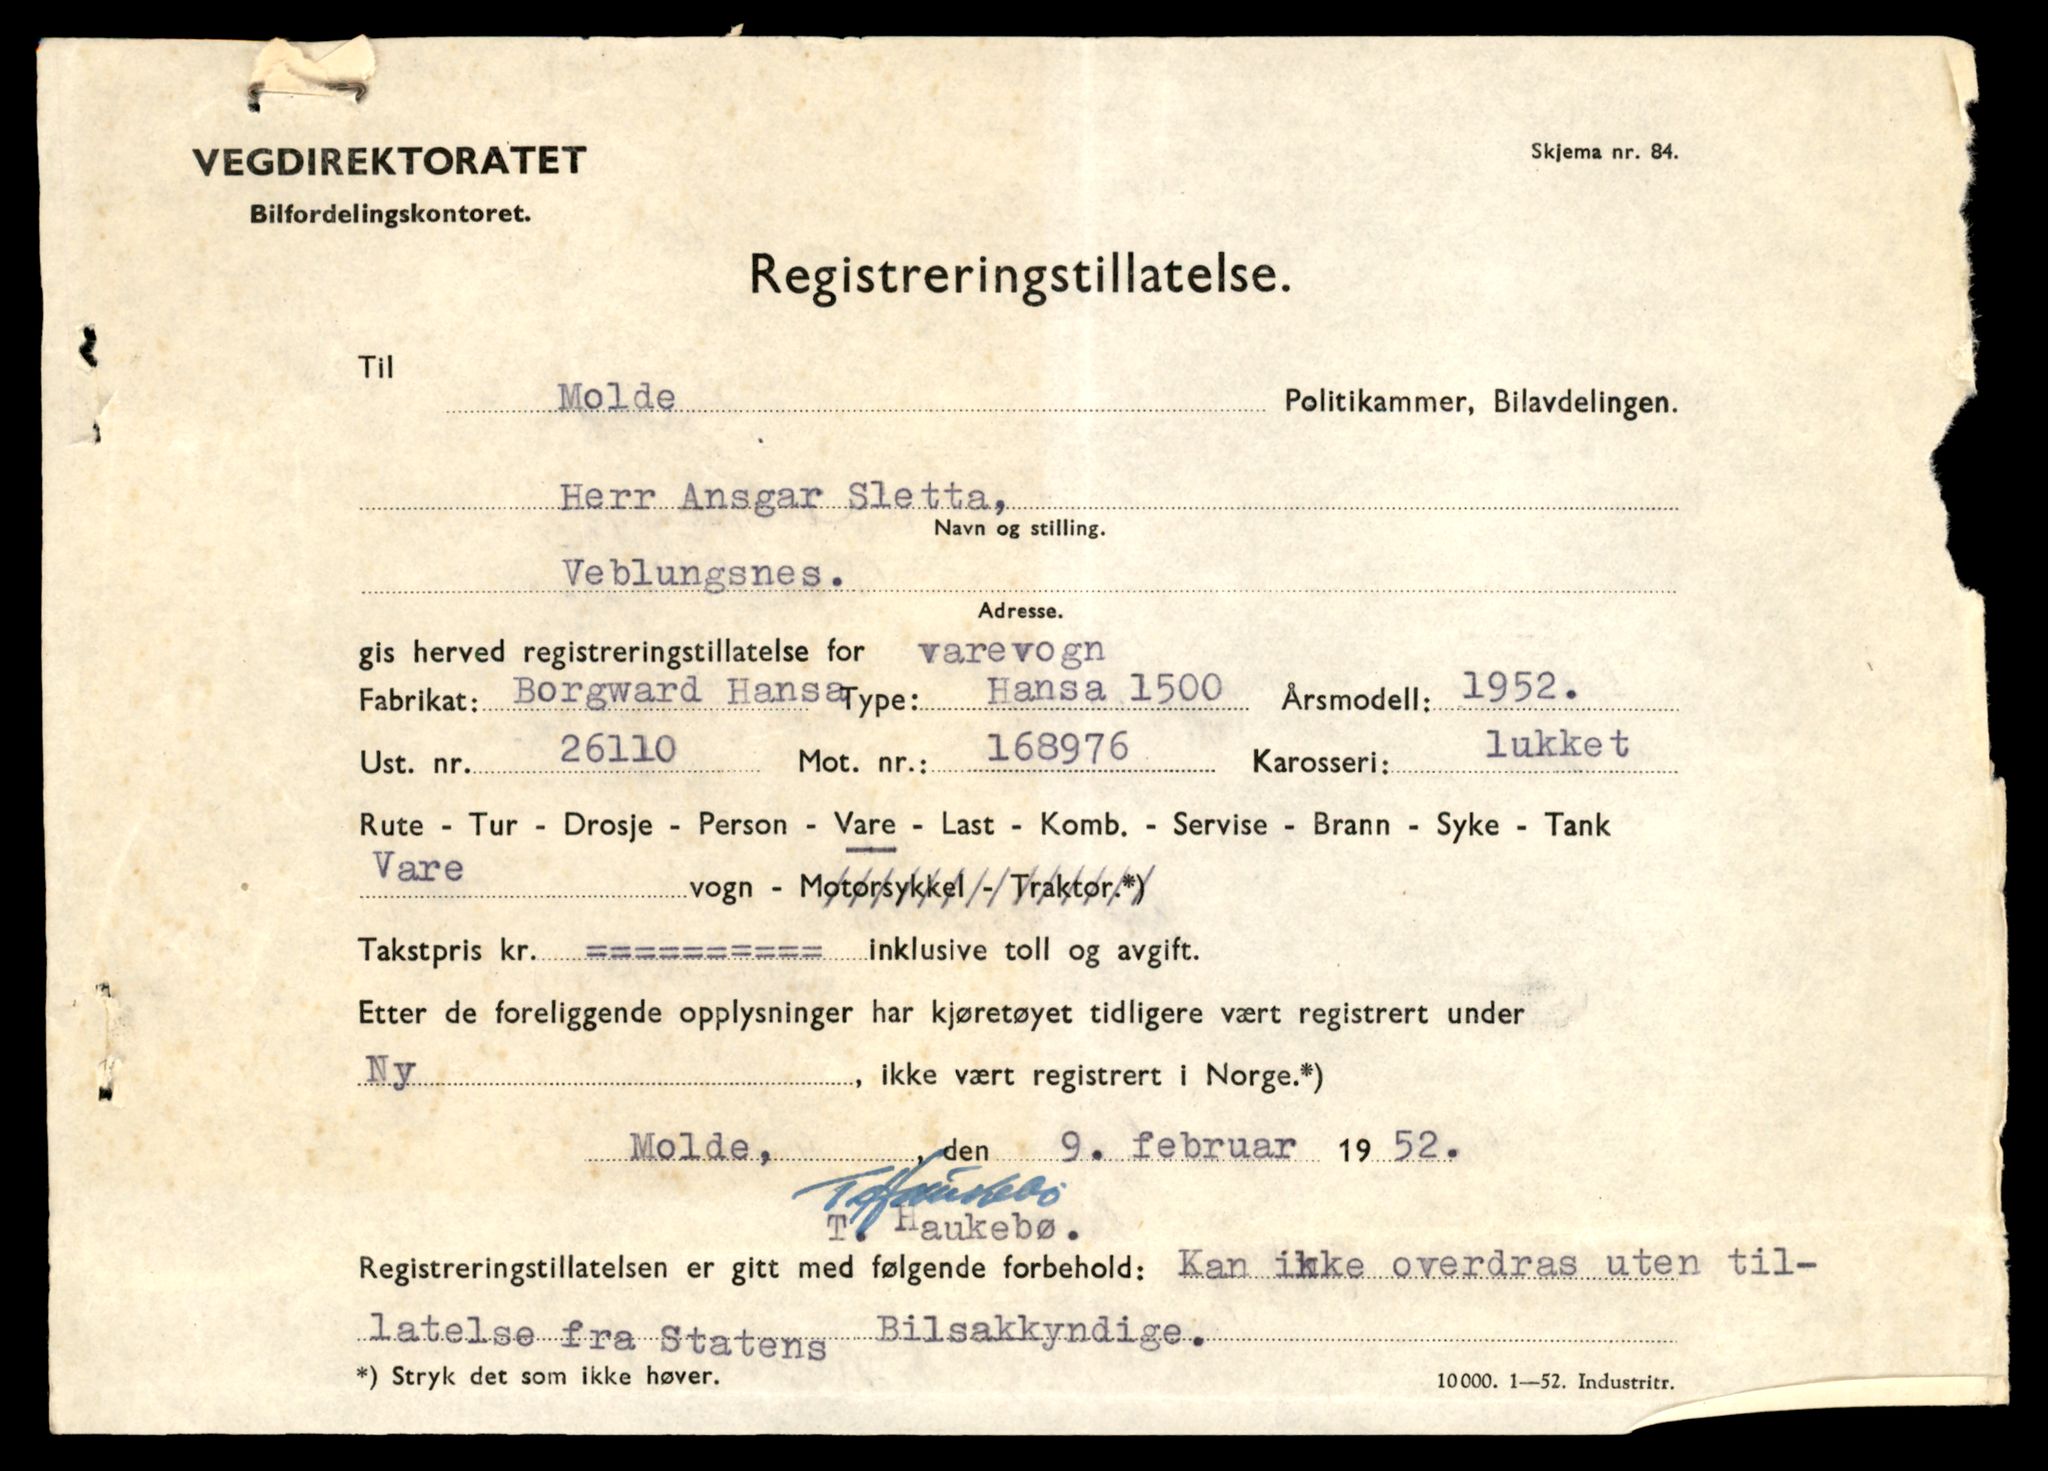 VEGDIREKTORATET
Skjema nr. 84.
Bilfordelingskontoret.
Registreringstillatelse.
Til
Molde Politikammer, Bilavdelingen.
Herr Ansgar Sletta,
Navn og stilling.
Veblungsnes.
Adresse.
gis herved registreringstillatelse for varevogn
Fabrikat: Borgward Hansa Type: Hansa 1500 Årsmodell: 1952.
Ust. nr. 26110 Mot. nr.: 168976 Karosseri: lukket
Rute - Tur - Drosje - Person - Vare - Last - Komb. - Servise - Brann - Syke - Tank
Vare vogn - Motorsykkel - Traktor.*)
Takstpris kr. ========== inklusive toll og avgift.
Etter de foreliggende opplysninger har kjøretøyet tidligere vært registrert under
Ny , ikke vært registrert i Norge.*)
Molde, , den 9. februar 1952.
T. Haukebø
T. Haukebø.
Registreringstillatelsen er gitt med følgende forbehold: Kan ikke overdras uten til-
latelse fra Statens Bilsakkyndige.
*) Stryk det som ikke høver.
10000. 1—52. Industritr.